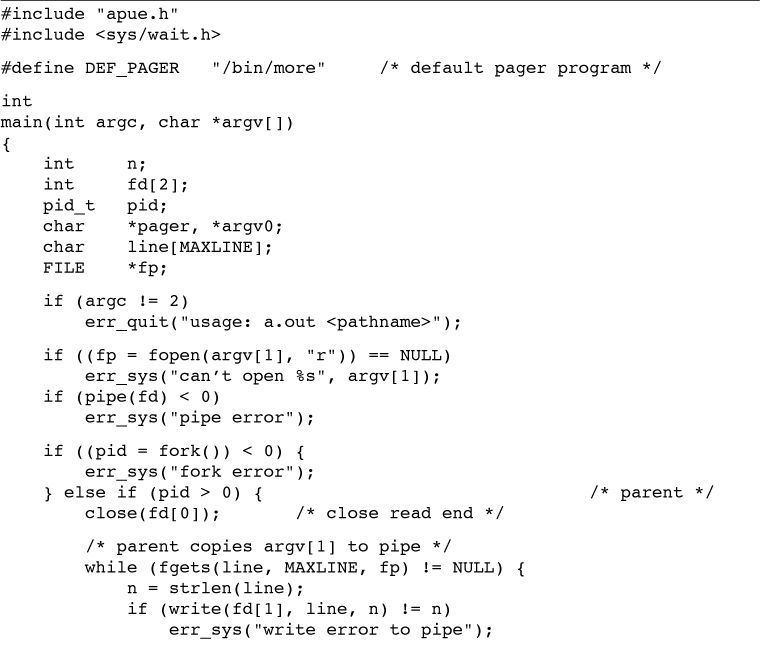 #include "apue.h"
#include <sys/wait.h>
#define DEF_PAGER   "/bin/more"     /* default pager program */
int
main(int argc, char *argv[])
{
    int     n;
    int     fd[2];
    pid_t   pid;
    char    *pager, *argv0;
    char    line[MAXLINE];
    FILE    *fp;
    if (argc != 2)
        err_quit("usage: a.out <pathname>");
    if ((fp = fopen(argv[1], "r")) == NULL)
        err_sys("can’t open %s", argv[1]);
    if (pipe(fd) < 0)
        err_sys("pipe error");
    if ((pid = fork()) < 0) {
        err_sys("fork error");
    } else if (pid > 0) {                               /* parent */
        close(fd[0]);       /* close read end */
        /* parent copies argv[1] to pipe */
        while (fgets(line, MAXLINE, fp) != NULL) {
            n = strlen(line);
            if (write(fd[1], line, n) != n)
                err_sys("write error to pipe");